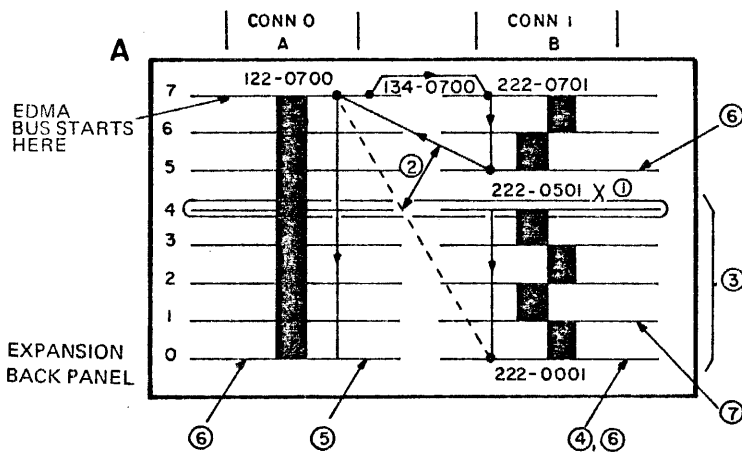 CONN 0
A
CONN 1
B
A
122-0700
134-0700
222-0701
EDMA
BUS STARTS
HERE
7
6
5
4
3
2
1
0
⑥
②
222-0501 X ①
③
EXPANSION
BACK PANEL
222-0001
⑦
⑥
⑤
④,⑥